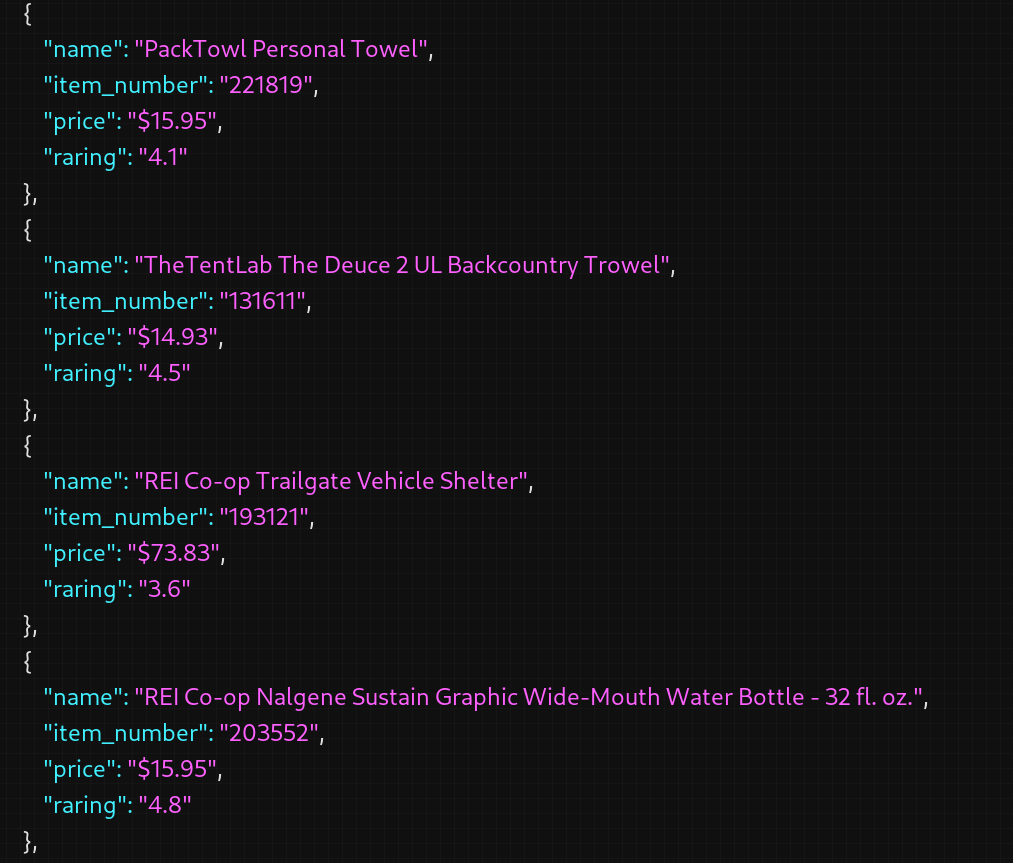 {
"name": "PackTowl Personal Towel",
"item_number": "221819",
"price": "$15.95",
"raring": "4.1"
},
{
"name": "TheTentLab The Deuce 2 UL Backcountry Trowel",
"item_number": "131611",
"price": "$14.93",
"raring": "4.5"
},
{
"name": "REI Co-op Trailgate Vehicle Shelter",
"item_number": "193121",
"price": "$73.83",
"raring": "3.6"
},
{
"name": "REI Co-op Nalgene Sustain Graphic Wide-Mouth Water Bottle - 32 fl. oz.",
"item_number": "203552",
"price": "$15.95",
"raring": "4.8"
},